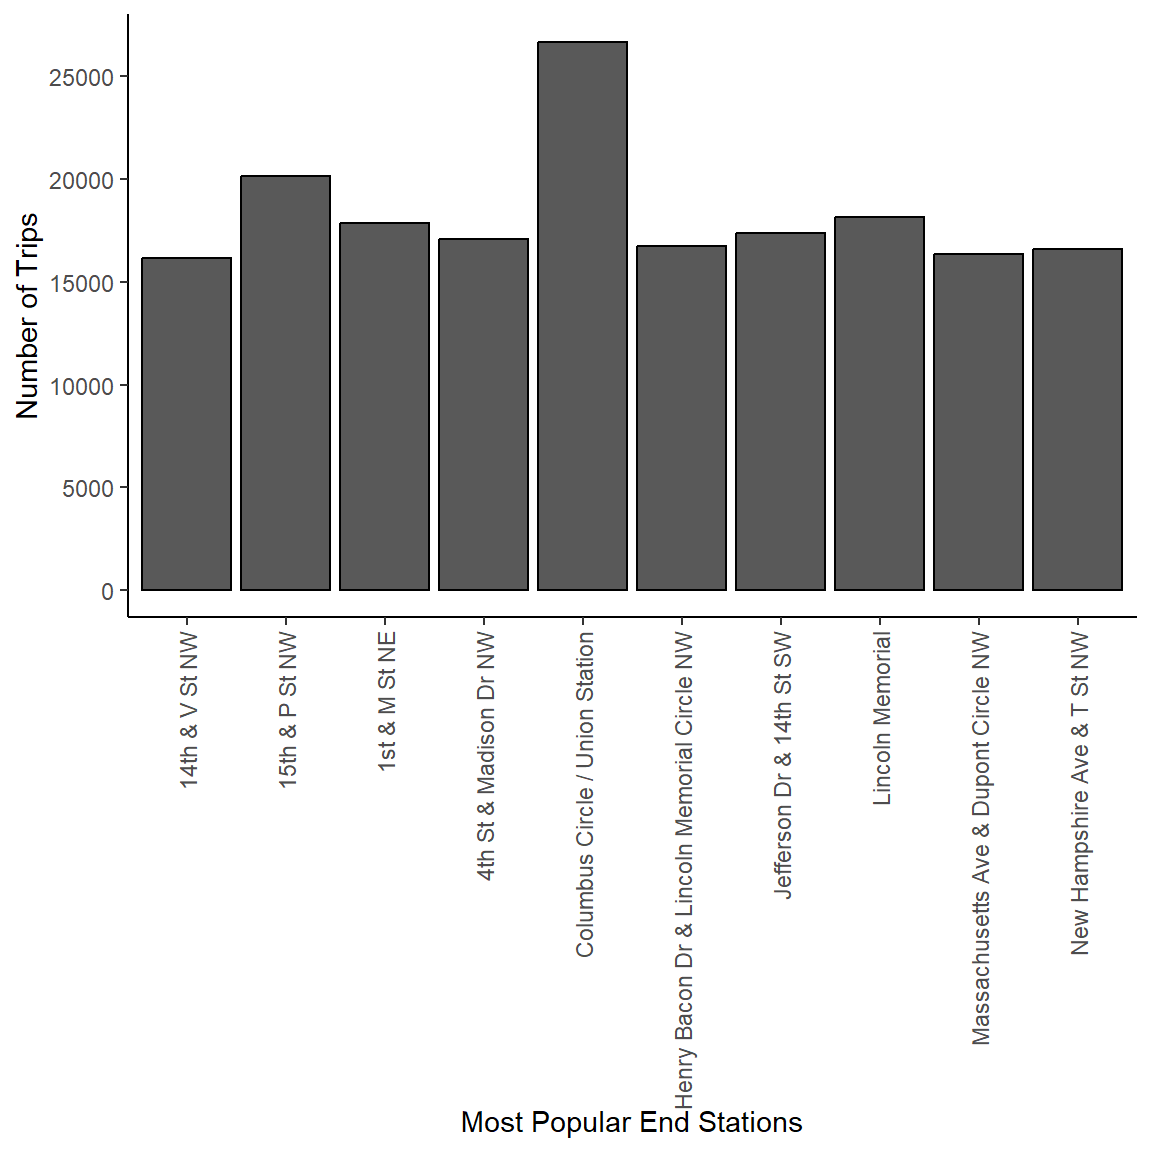 Number of Trips
25000
20000
15000
10000
5000
0
14th & V St NW
15th & P St NW
1st & M St NE
4th St & Madison Dr NW
Columbus Circle / Union Station
Henry Bacon Dr & Lincoln Memorial Circle NW
Jefferson Dr & 14th St SW
Lincoln Memorial
Massachusetts Ave & Dupont Circle NW
New Hampshire Ave & T St NW
Most Popular End Stations